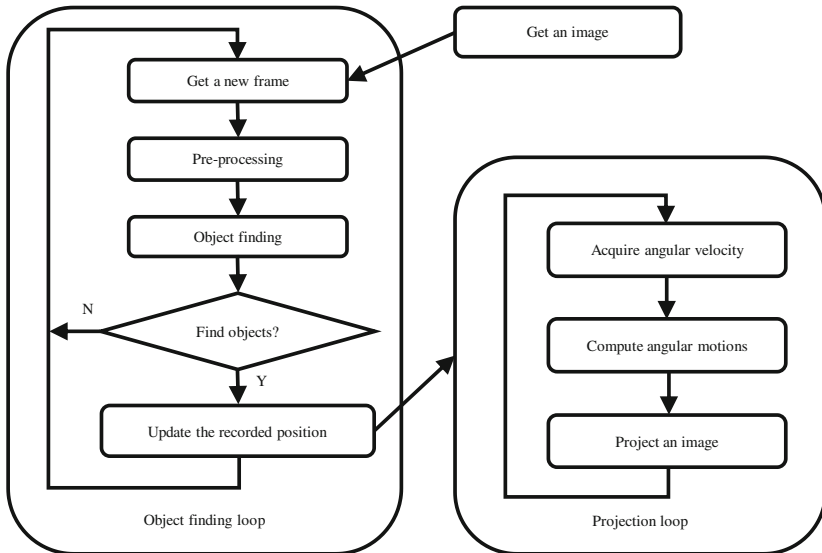 Get an image
Get a new frame
Pre-processing
Object finding
Find objects?
N
Y
Update the recorded position
Object finding loop
Acquire angular velocity
Compute angular motions
Project an image
Projection loop